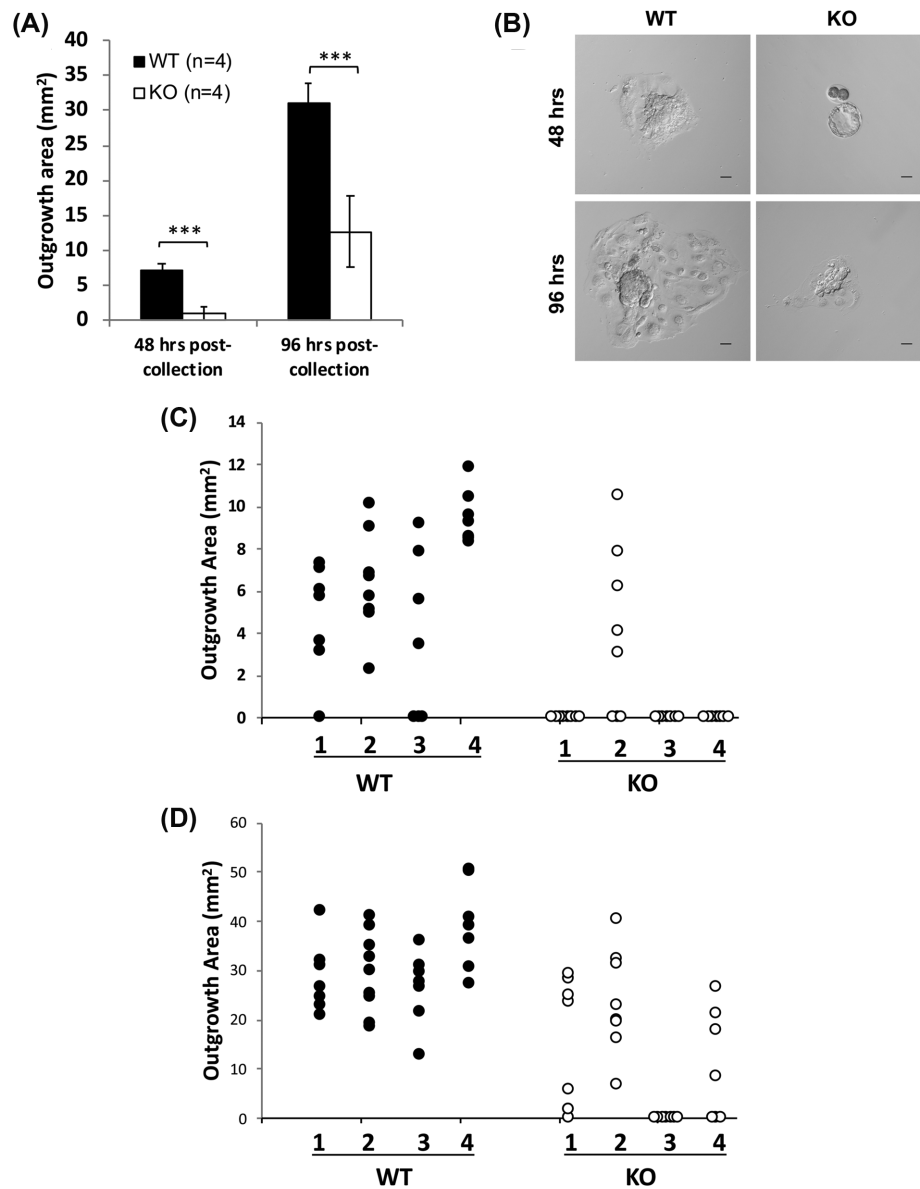 (A)
Outgrowth area (mm²)
40
35
30
25
20
15
10
5
0
WT (n=4)
KO (n=4)
***
***
48 hrs post-
collection
96 hrs post-
collection
(B)
WT
KO
48 hrs
96 hrs
(C)
Outgrowth Area (mm²)
14
12
10
8
6
4
2
0
1 2 3 4
WT
1 2 3 4
KO
(D)
Outgrowth Area (mm²)
60
50
40
30
20
10
0
1 2 3 4
WT
1 2 3 4
KO